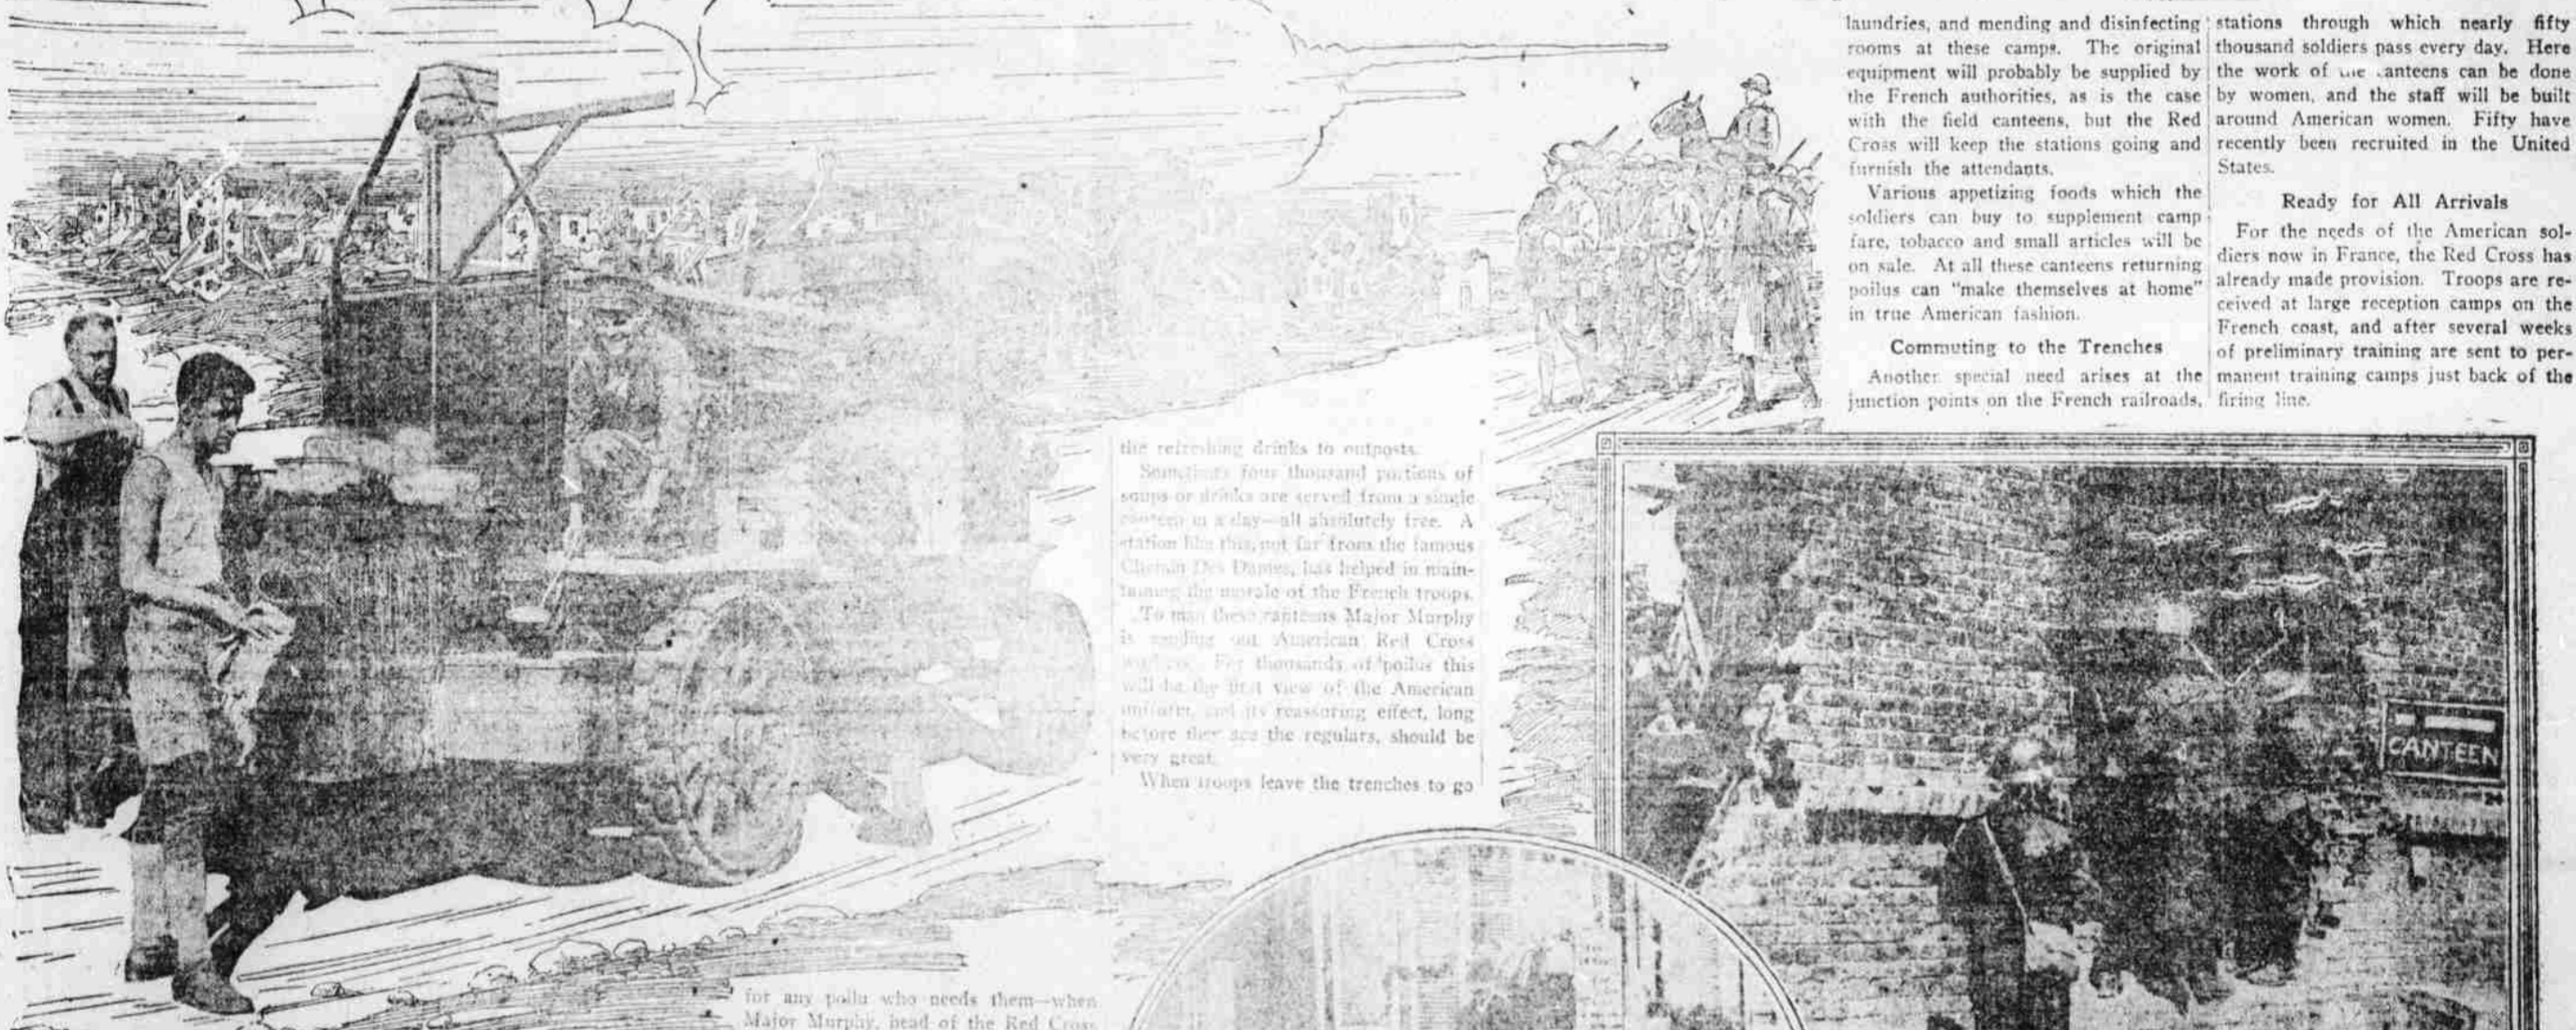 for any poilu who needs them—when
Major Murphy, head of the Red Cross
the refreshing drinks to outposts.
Sometimes four thousand portions of
soups or drinks are served from a single
canteen in a day—all absolutely free. A
station like this, not far from the famous
Chemin Des Dames, has helped in main-
taining the morale of the French troops.
To man these canteens Major Murphy
is sending out American Red Cross
workers. For thousands of poilus this
will be the first view of the American
uniform, and its reassuring effect, long
before they see the regulars, should be
very great.
When troops leave the trenches to go
laundries, and mending and disinfecting
rooms at these camps. The original
equipment will probably be supplied by
the French authorities, as is the case
with the field canteens, but the Red
Cross will keep the stations going and
furnish the attendants.
Various appetizing foods which the
soldiers can buy to supplement camp
fare, tobacco and small articles will be
on sale. At all these canteens returning
poilus can "make themselves at home"
in true American fashion.
Commuting to the Trenches
Another special need arises at the
junction points on the French railroads,
stations through which nearly fifty
thousand soldiers pass every day. Here
the work of the canteens can be done
by women, and the staff will be built
around American women. Fifty have
recently been recruited in the United
States.
Ready for All Arrivals
For the needs of the American sol-
diers now in France, the Red Cross has
already made provision. Troops are re-
ceived at large reception camps on the
French coast, and after several weeks
of preliminary training are sent to per-
manent training camps just back of the
firing line.
CANTEEN